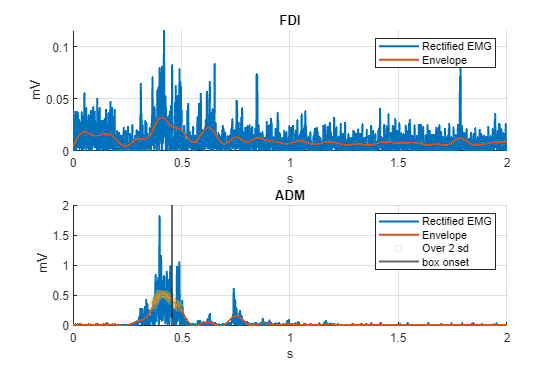 FDI
mV
0.1
0.05
0
Rectified EMG
Envelope
0 0.5 1 1.5 2
s
ADM
mV
2
1.5
1
0.5
0
Rectified EMG
Envelope
Over 2 sd
box onset
0 0.5 1 1.5 2
s